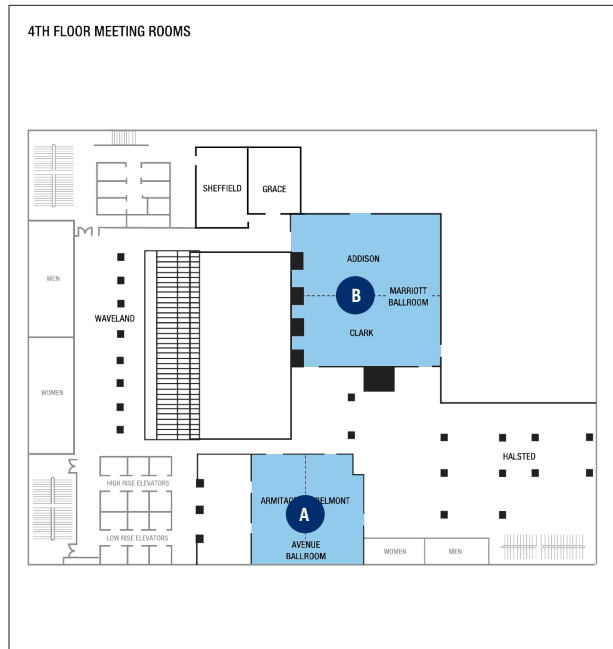 4TH FLOOR MEETING ROOMS
SHEFFIELD
GRACE
ADDISON
MEN
B
MARRIOTT
BALLROOM
WAVELAND
CLARK
WOMEN
HALSTED
HIGH RISE ELEVATORS
ARMITAGE
BELMONT
A
LOW RISE ELEVATORS
AVENUE
BALLROOM
WOMEN
MEN